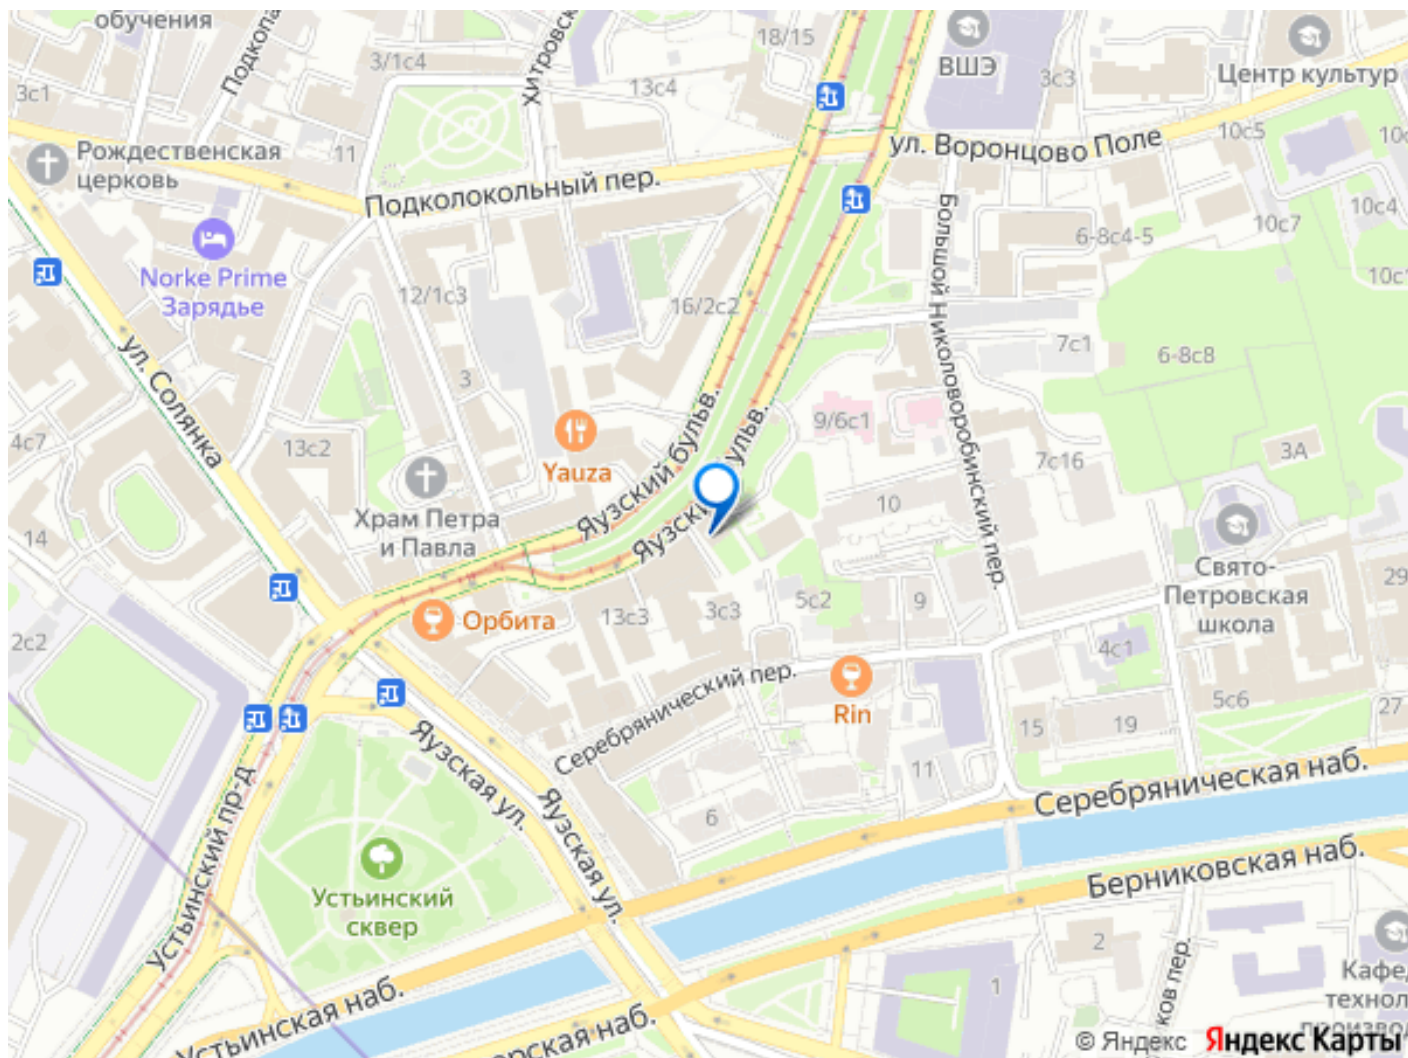 обучения
18/15
ВШЭ
3с3
Центр культур
3/1с4
13с4
3с1
Подкопа
Хитровск
10с5
ул. Воронцово Поле
Рождественская
церковь
11
Подколокольный пер.
10с4
10с7
6-8с4-5
Norke Prime
Зарядье
12/1с3
16/2с2
Большой Николоворобинский пер.
7с1
6-8с8
ул. Солянка
3
9/6с1
4с7
13с2
Yauza
Яузский бульв.
7с16
3А
10
14
Храм Петра
и Павла
Свято-
Петровская
школа
29
5с2
9
3с3
13с3
Орбита
2с2
4с1
Серебрянический пер.
Rin
5с6
27
15
19
11
Устьинский пр-д
Яузская ул.
Яузская ул.
6
Серебряническая наб.
Берниковская наб.
Устьинский
сквер
2
1
Устьинская наб.
ков пер.
Кафе
технол
© Яндекс
Яндекс Карты